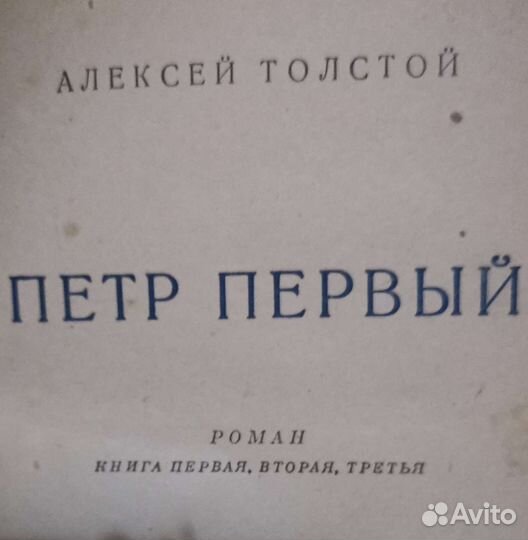 АЛЕКСЕЙ ТОЛСТОЙ
ПЕТР ПЕРВЫЙ
РОМАН
КНИГА ПЕРВАЯ, ВТОРАЯ, ТРЕТЬЯ
Avito